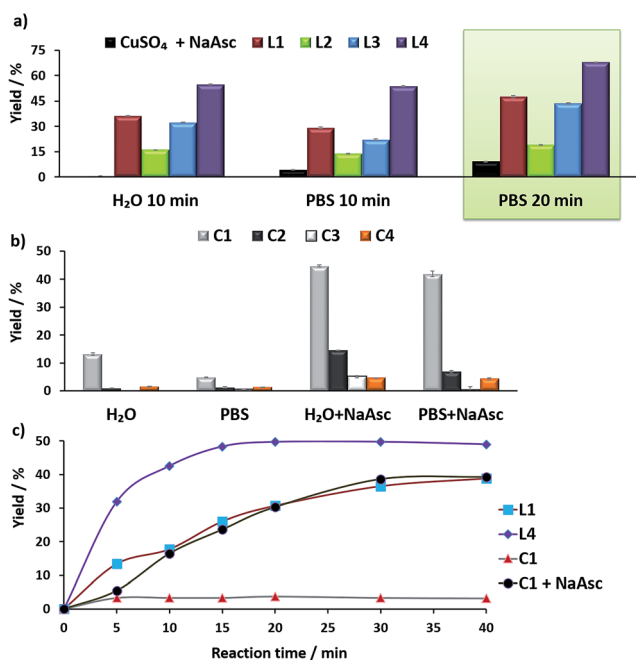 a)
CuSO₄ + NaAsc L1 L2 L3 L4
Yield / %
75
60
45
30
15
0
H₂O 10 min PBS 10 min PBS 20 min
b)
C1 C2 C3 C4
Yield / %
50
40
30
20
10
0
H₂O PBS H₂O+NaAsc PBS+NaAsc
c)
Yield / %
50
40
30
20
10
0
L1
L4
C1
C1 + NaAsc
0 5 10 15 20 25 30 35 40
Reaction time / min